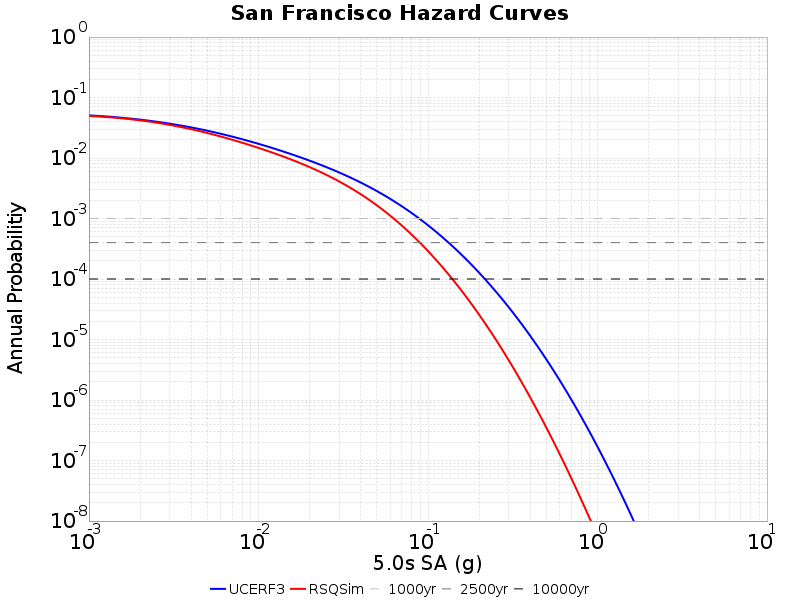 San Francisco Hazard Curves
Annual Probabilitiy
10^0
10^-1
10^-2
10^-3
10^-4
10^-5
10^-6
10^-7
10^-8
10^-3 10^-2 10^-1 10^0 10^1
5.0s SA (g)
UCERF3 RSQSim 1000yr 2500yr 10000yr